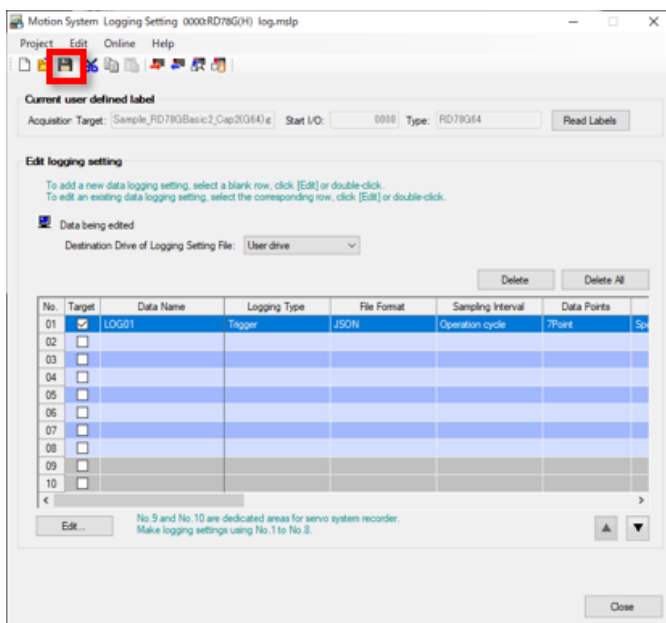 Motion System Logging Setting 0000:RD78G(H) log.mslp
Project Edit Online Help
Current user defined label
Acquisition Target: Sample_RD78GBasic2_Cap2(G64).g Start I/O: 0000 Type: RD78G64 Read Labels
Edit logging setting
To add a new data logging setting, select a blank row, click [Edit] or double-click.
To edit an existing data logging setting, select the corresponding row, click [Edit] or double-click.
Data being edited
Destination Drive of Logging Setting File: User drive
Delete Delete All
No. Target Data Name Logging Type File Format Sampling Interval Data Points
01 LOG01 Trigger JSON Operation cycle 7Point Spe
02
03
04
05
06
07
08
09
10
Edit... No.9 and No.10 are dedicated areas for servo system recorder.
Make logging settings using No.1 to No.8.
Close